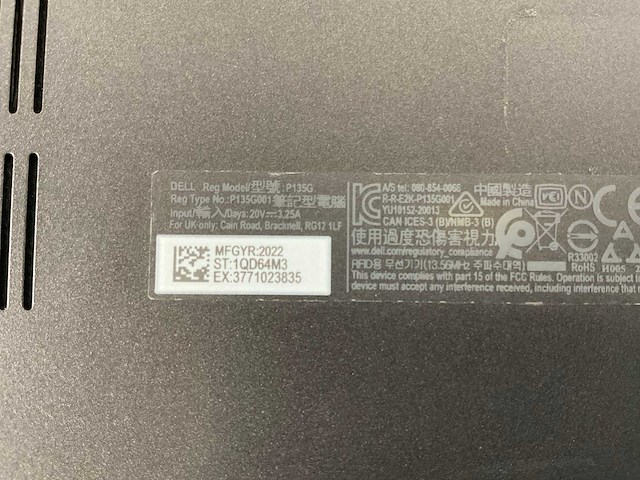 DELL Reg Model/型號:P135G
Reg Type No.:P135G001 筆記型電腦
Input/輸入/Daya: 20V⎓3.25A
For UK-only: Cain Road, Bracknell, RG12 1LF
MFGYR:2022
ST:1QD64M3
EX:3771023835
A/S tel: 080-854-0066
R-R-E2K-P135G001
YU10152-20013
CAN ICES-3 (B)/NMB-3 (B)
使用過度恐傷害視力
www.dell.com/regulatory_compliance
RFID용 무선기기(13.56MHz 주파수대역)
This device complies with part 15 of the FCC Rules. Operation is subject
device must accept any interference received, including interference that
中國製造
Made in China
N
R33002
RoHS